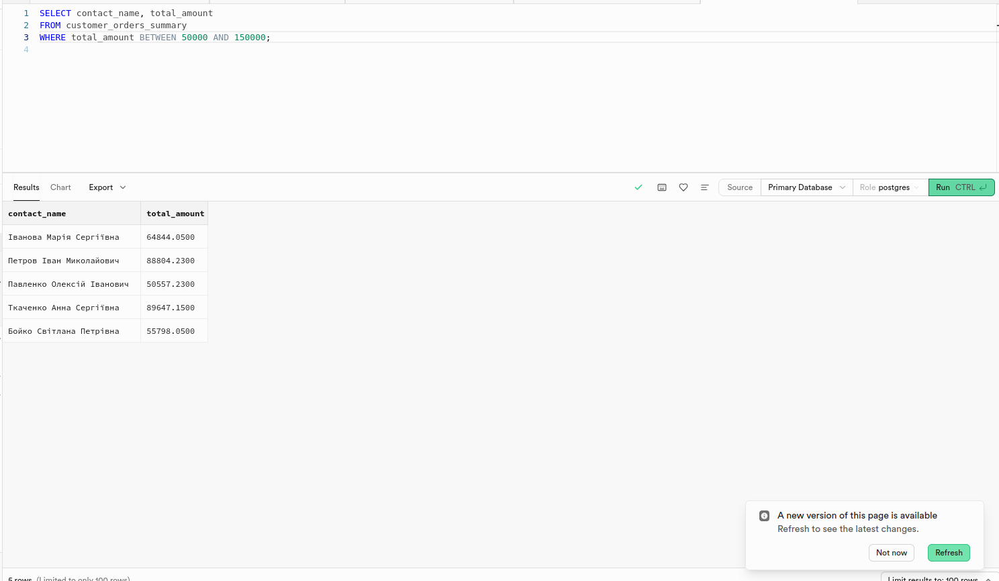 1 SELECT contact_name, total_amount
2 FROM customer_orders_summary
3 WHERE total_amount BETWEEN 50000 AND 150000;
4
Results Chart Export Source Primary Database Role postgres Run CTRL
contact_name total_amount
Іванова Марія Сергіївна 64844.0500
Петров Іван Миколайович 88804.2300
Павленко Олексій Іванович 50557.2300
Ткаченко Анна Сергіївна 89647.1500
Бойко Світлана Петрівна 55798.0500
A new version of this page is available
Refresh to see the latest changes.
Not now Refresh
5 rows (Limited to only 100 rows) Limit results to: 100 rows